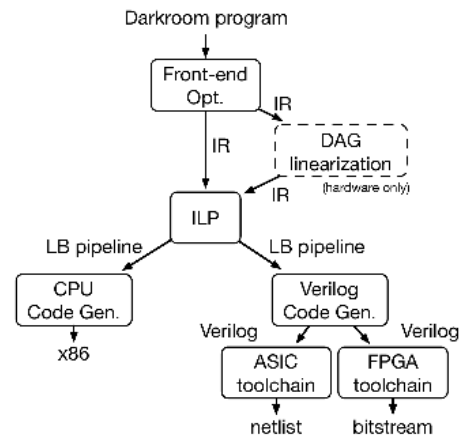 Darkroom program
Front-end
Opt.
IR
IR
DAG
linearization
(hardware only)
IR
ILP
LB pipeline
LB pipeline
CPU
Code Gen.
Verilog
Code Gen.
x86
Verilog
Verilog
ASIC
toolchain
FPGA
toolchain
netlist
bitstream